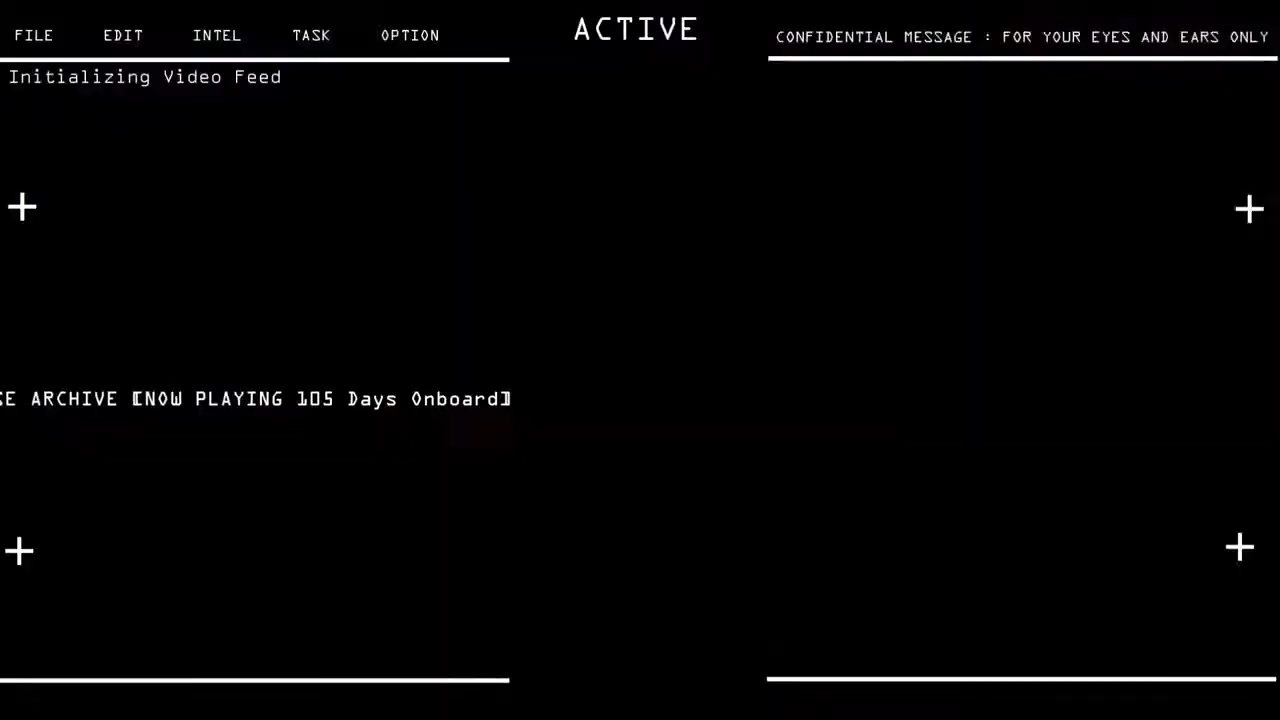 FILE EDIT INTEL TASK OPTION
ACTIVE
CONFIDENTIAL MESSAGE : FOR YOUR EYES AND EARS ONLY
Initializing Video Feed
ARCHIVE [NOW PLAYING 105 Days Onboard]